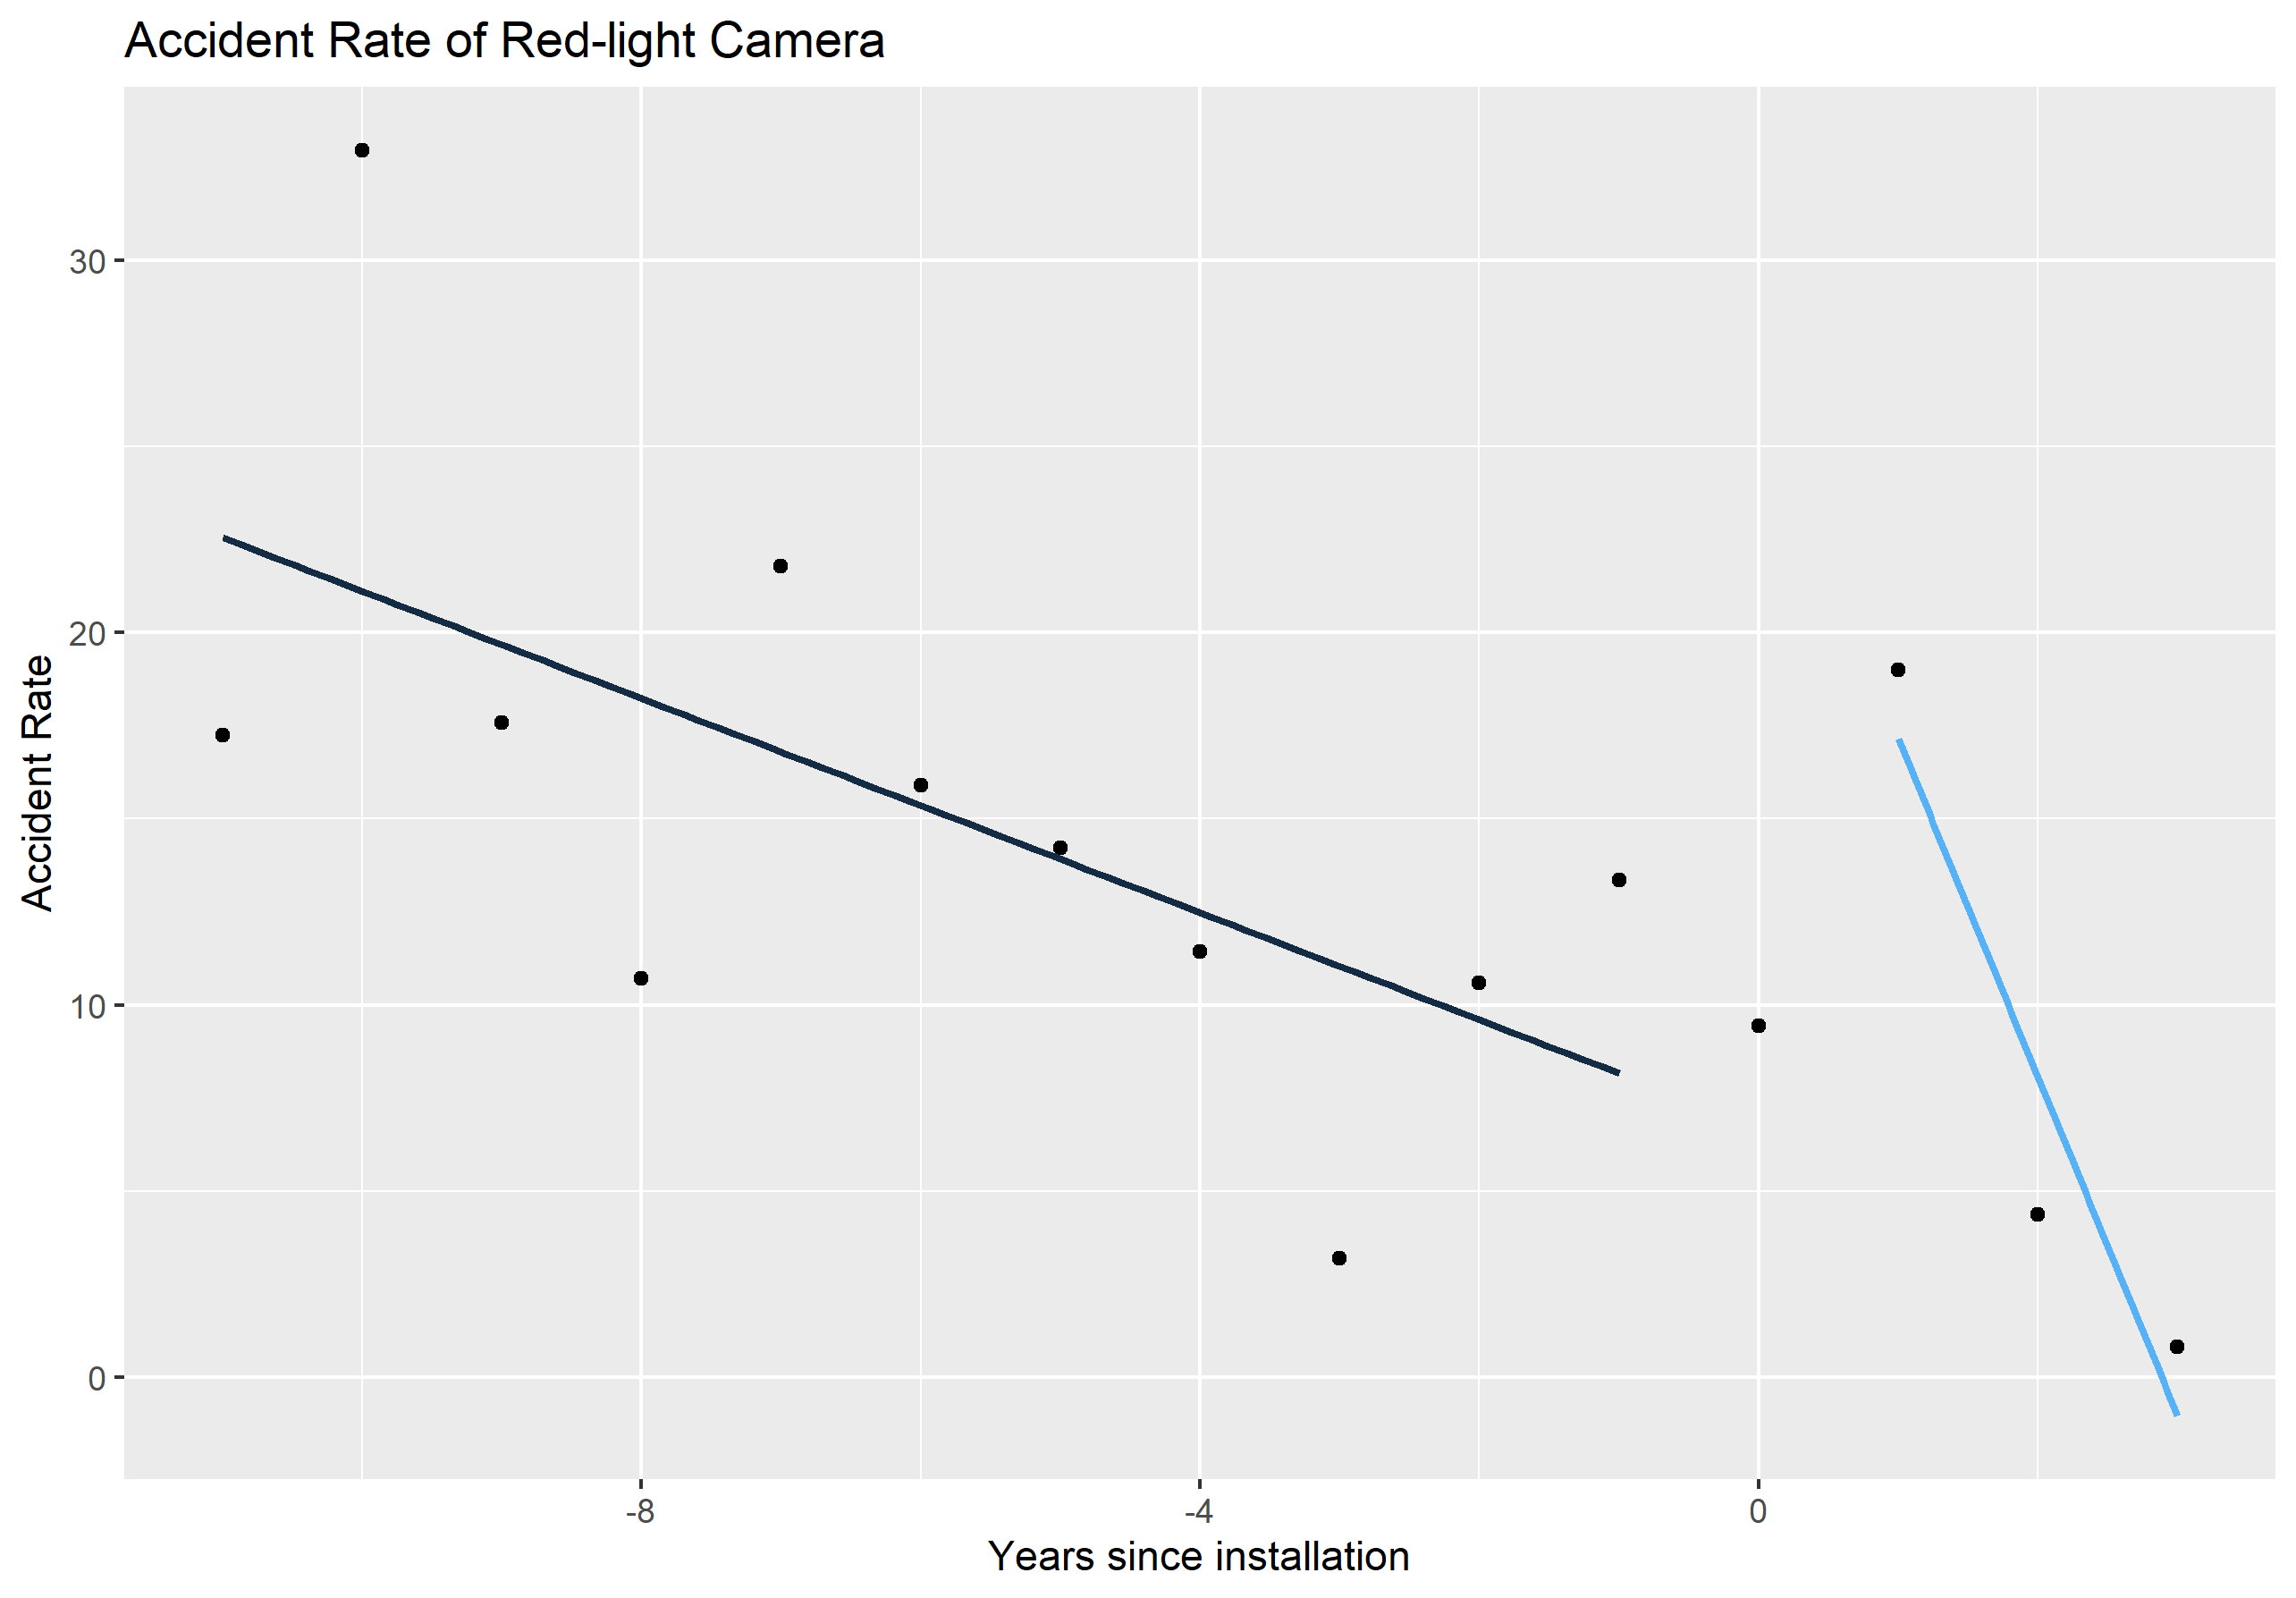 Accident Rate of Red-light Camera
30
20
10
0
Accident Rate
-8
-4
0
Years since installation